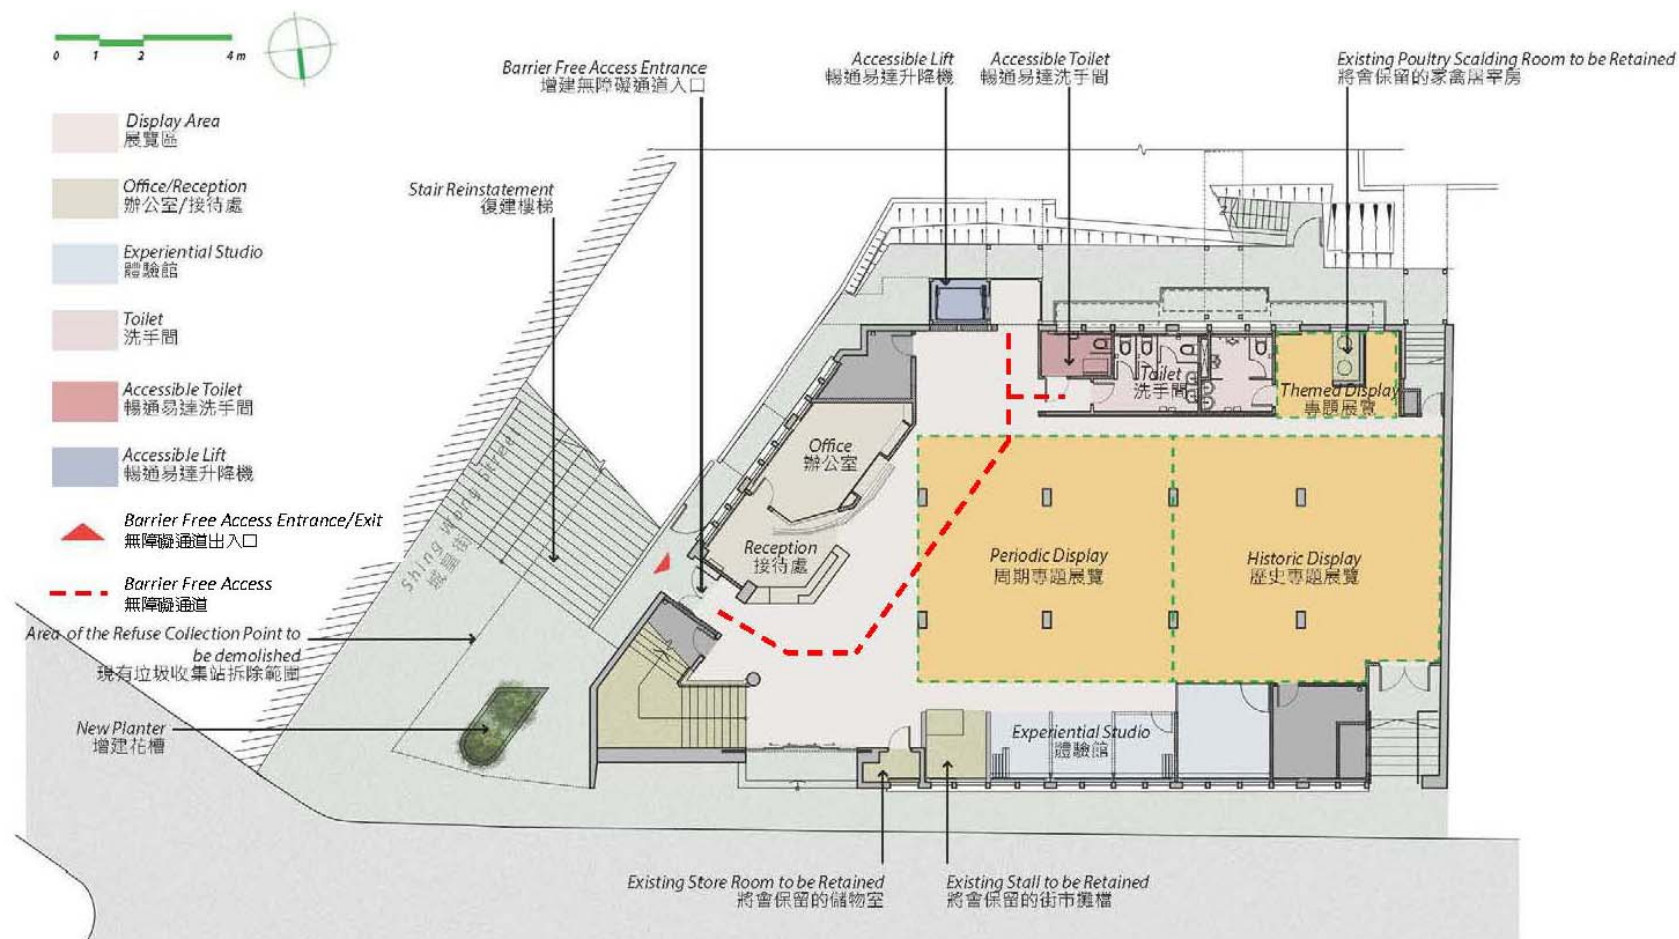 0 1 2 4 m
Display Area
展覽區
Office/Reception
辦公室/接待處
Experiential Studio
體驗館
Toilet
洗手間
Accessible Toilet
暢通易達洗手間
Accessible Lift
暢通易達升降機
Barrier Free Access Entrance/Exit
無障礙通道出入口
Barrier Free Access
無障礙通道
Area of the Refuse Collection Point to
be demolished
現有垃圾收集站拆除範圍
New Planter
增建花槽
Stair Reinstatement
復建樓梯
Barrier Free Access Entrance
增建無障礙通道入口
Accessible Lift
暢通易達升降機
Accessible Toilet
暢通易達洗手間
Existing Poultry Scalding Room to be Retained
將會保留的家禽屠宰房
Shing Wong Street
城皇街
Office
辦公室
Reception
接待處
Toilet
洗手間
Themed Display
專題展覽
Periodic Display
周期專題展覽
Historic Display
歷史專題展覽
Experiential Studio
體驗館
Existing Store Room to be Retained
將會保留的儲物室
Existing Stall to be Retained
將會保留的街市攤檔